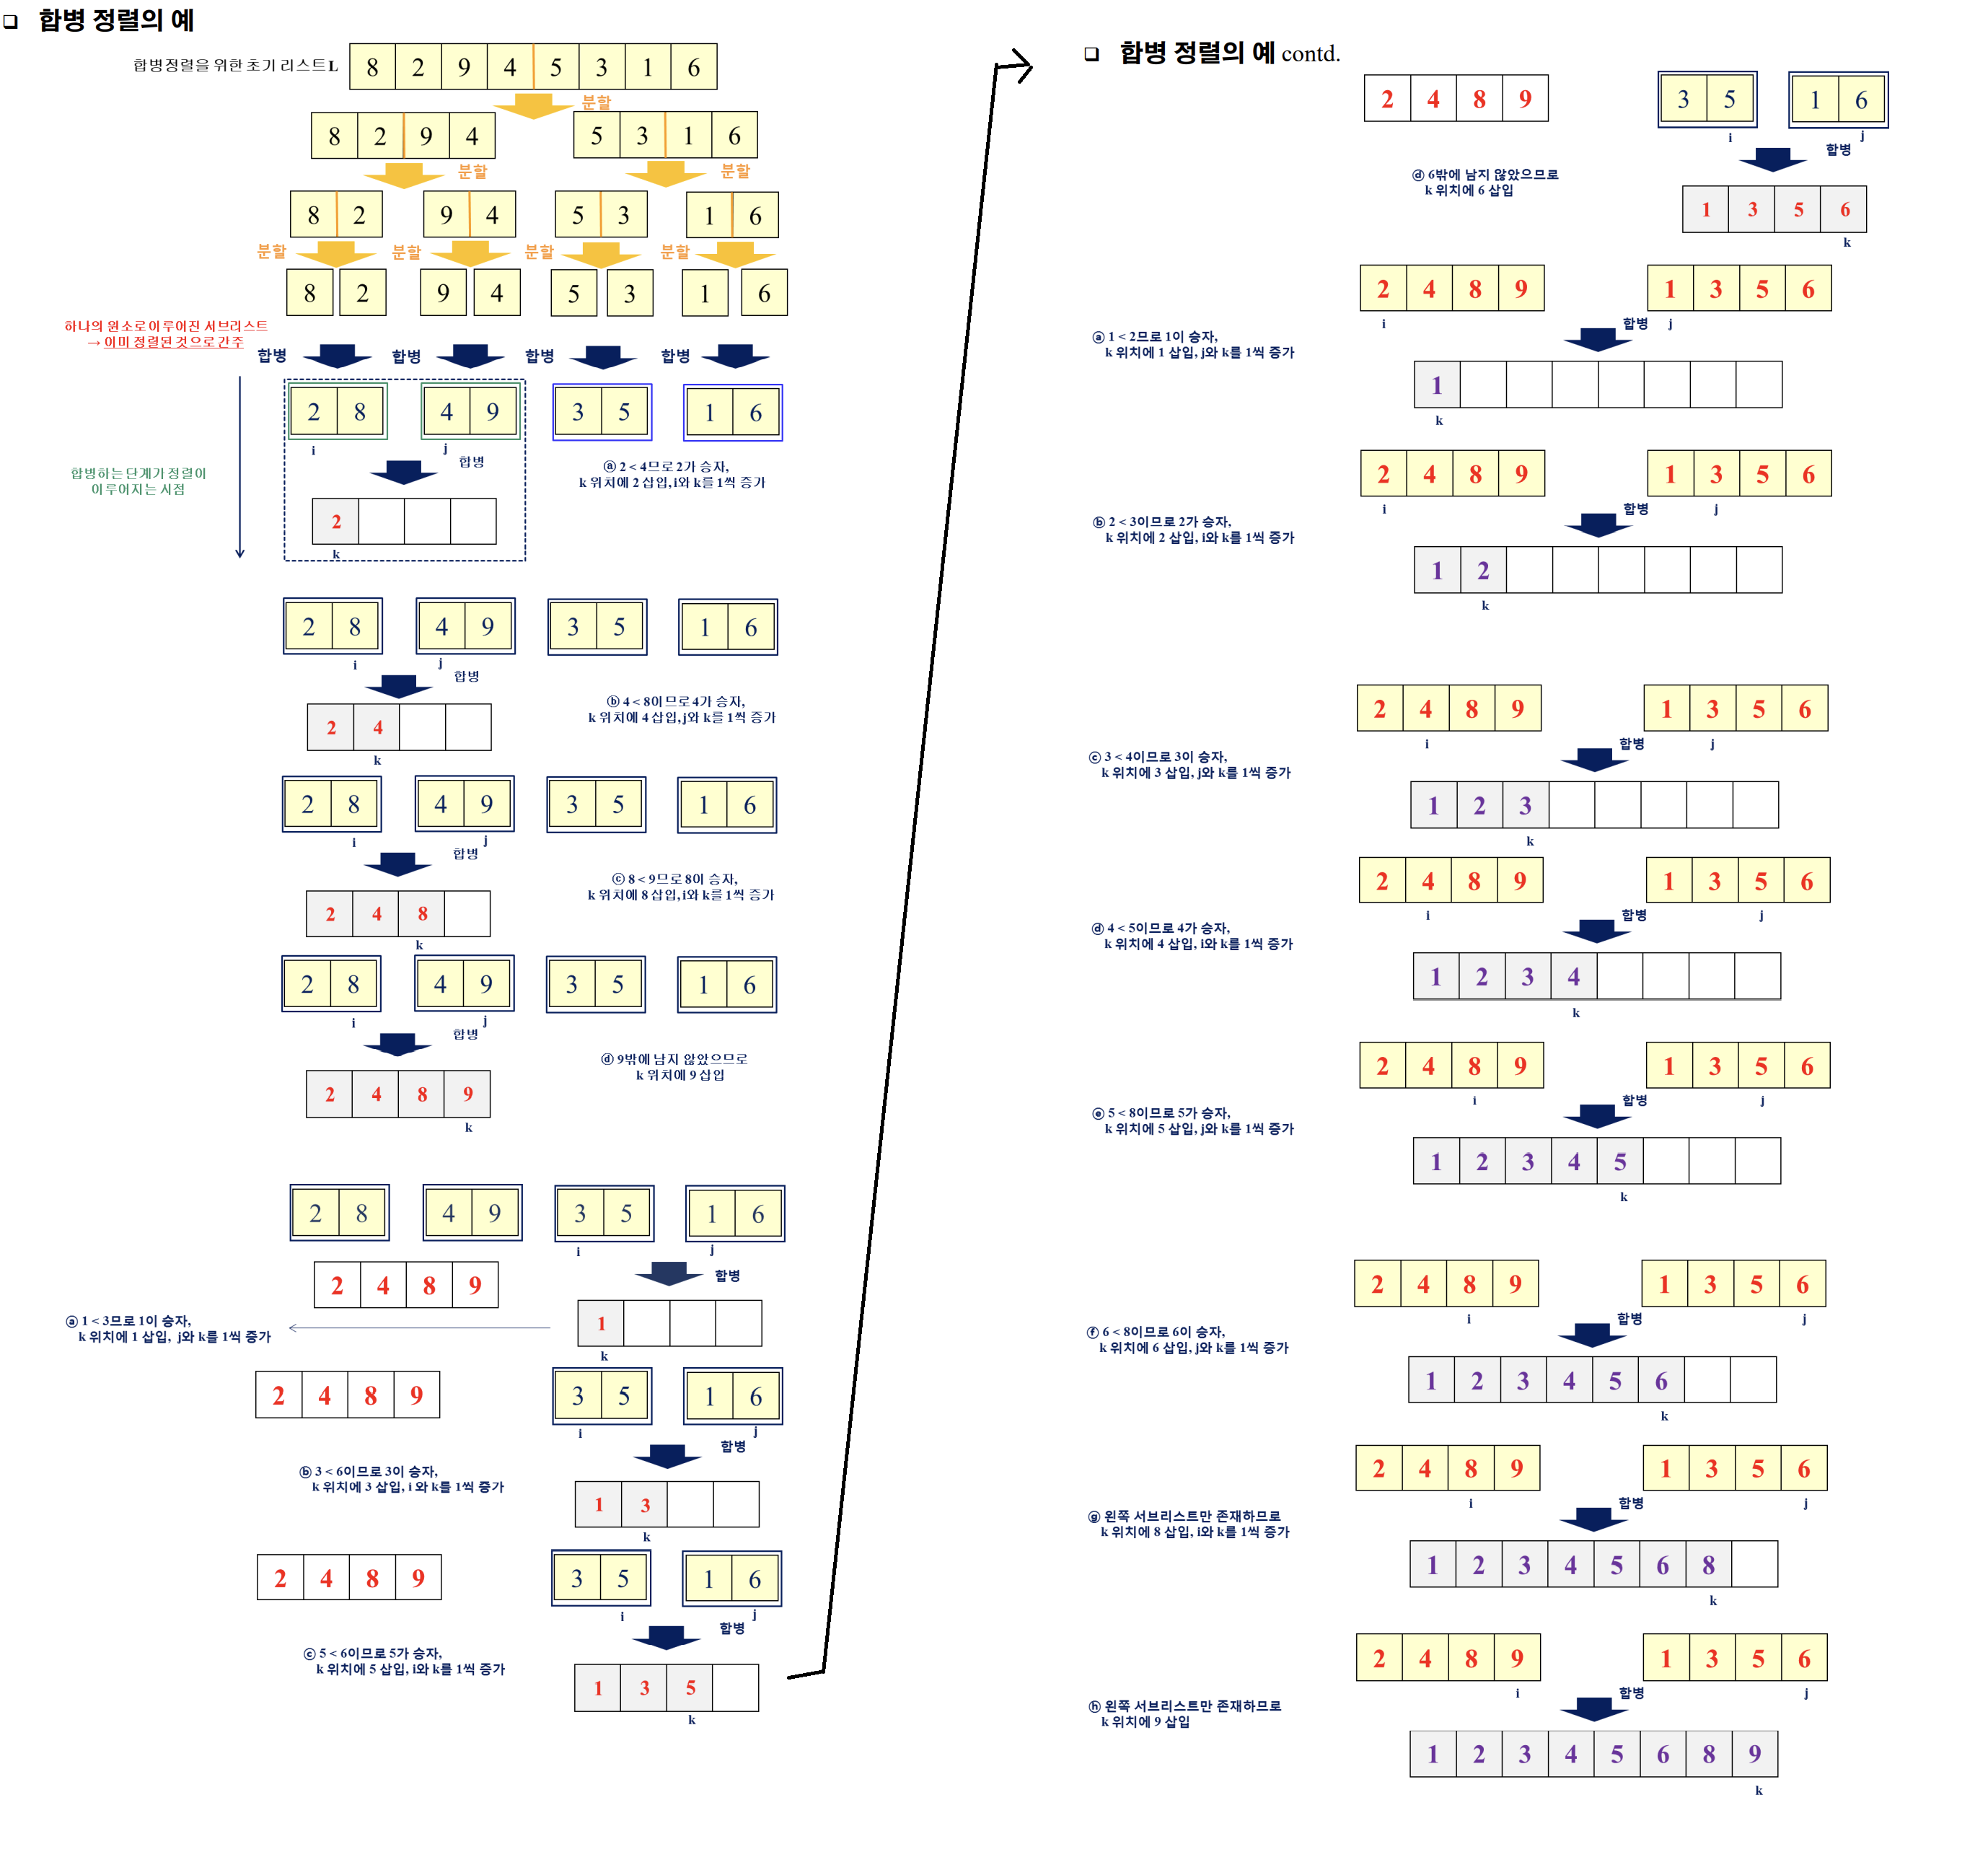 ❑ 합병 정렬의 예
합병정렬을 위한 초기 리스트 L 8 2 9 4 5 3 1 6
분할
8 2 9 4 5 3 1 6
분할 분할
8 2 9 4 5 3 1 6
분할 분할 분할 분할
8 2 9 4 5 3 1 6
하나의 원소로 이루어진 서브리스트
→ 이미 정렬된 것으로 간주
합병 합병 합병 합병
2 8 4 9 3 5 1 6
i j
합병
ⓐ 2 < 4므로 2가 승자,
k 위치에 2 삽입, i와 k를 1씩 증가
합병하는 단계가 정렬이
이루어지는 시점
2
k
2 8 4 9 3 5 1 6
i j
합병
ⓑ 4 < 8이므로 4가 승자,
k 위치에 4 삽입, j와 k를 1씩 증가
2 4
k
2 8 4 9 3 5 1 6
i j
합병
ⓒ 8 < 9므로 8이 승자,
k 위치에 8 삽입, i와 k를 1씩 증가
2 4 8
k
2 8 4 9 3 5 1 6
i j
합병
ⓓ 9밖에 남지 않았으므로
k 위치에 9 삽입
2 4 8 9
k
2 8 4 9 3 5 1 6
i j
2 4 8 9
합병
ⓐ 1 < 3므로 1이 승자,
k 위치에 1 삽입, j와 k를 1씩 증가
1
k
2 4 8 9 3 5 1 6
i j
합병
ⓑ 3 < 6이므로 3이 승자,
k 위치에 3 삽입, i 와 k를 1씩 증가
1 3
k
2 4 8 9 3 5 1 6
i j
합병
ⓒ 5 < 6이므로 5가 승자,
k 위치에 5 삽입, i와 k를 1씩 증가
1 3 5
k
❑ 합병 정렬의 예 contd.
2 4 8 9 3 5 1 6
i j
합병
ⓓ 6밖에 남지 않았으므로
k 위치에 6 삽입
1 3 5 6
k
2 4 8 9 1 3 5 6
i 합병 j
ⓐ 1 < 2므로 1이 승자,
k 위치에 1 삽입, j와 k를 1씩 증가
1
k
2 4 8 9 1 3 5 6
i 합병 j
ⓑ 2 < 3이므로 2가 승자,
k 위치에 2 삽입, i와 k를 1씩 증가
1 2
k
2 4 8 9 1 3 5 6
i 합병 j
ⓒ 3 < 4이므로 3이 승자,
k 위치에 3 삽입, j와 k를 1씩 증가
1 2 3
k
2 4 8 9 1 3 5 6
i 합병 j
ⓓ 4 < 5이므로 4가 승자,
k 위치에 4 삽입, i와 k를 1씩 증가
1 2 3 4
k
2 4 8 9 1 3 5 6
i 합병 j
ⓔ 5 < 8이므로 5가 승자,
k 위치에 5 삽입, j와 k를 1씩 증가
1 2 3 4 5
k
2 4 8 9 1 3 5 6
i 합병 j
ⓕ 6 < 8이므로 6이 승자,
k 위치에 6 삽입, j와 k를 1씩 증가
1 2 3 4 5 6
k
2 4 8 9 1 3 5 6
i 합병 j
ⓖ 왼쪽 서브리스트만 존재하므로
k 위치에 8 삽입, i와 k를 1씩 증가
1 2 3 4 5 6 8
k
2 4 8 9 1 3 5 6
i 합병 j
ⓗ 왼쪽 서브리스트만 존재하므로
k 위치에 9 삽입
1 2 3 4 5 6 8 9
k